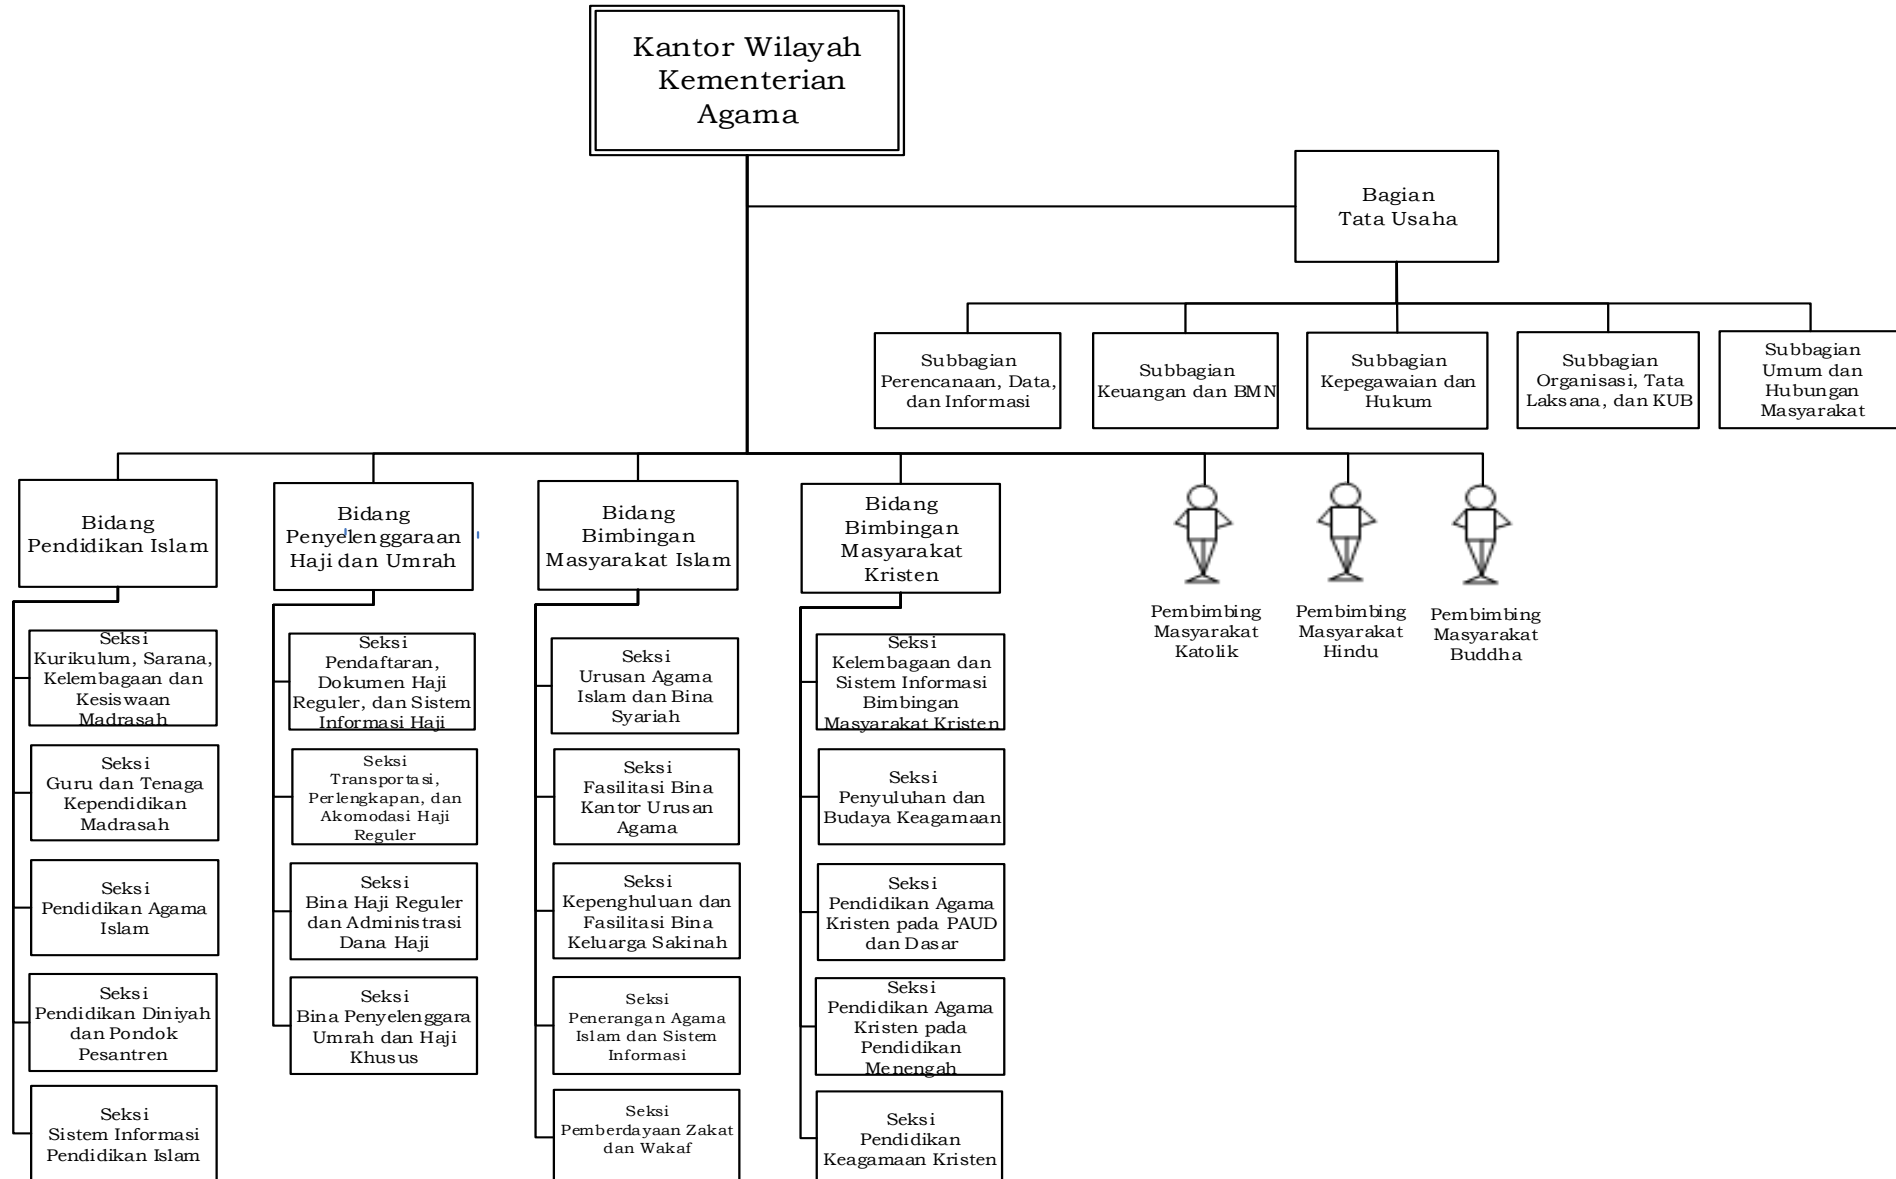 Kantor Wilayah
Kementerian
Agama
Bagian
Tata Usaha
Subbagian
Perencanaan, Data,
dan Informasi
Subbagian
Keuangan dan BMN
Subbagian
Kepegawaian dan
Hukum
Subbagian
Organisasi, Tata
Laksana, dan KUB
Subbagian
Umum dan
Hubungan
Masyarakat
Bidang
Pendidikan Islam
Bidang
Penyelenggaraan
Haji dan Umrah
Bidang
Bimbingan
Masyarakat Islam
Bidang
Bimbingan
Masyarakat
Kristen
Pembimbing
Masyarakat
Katolik
Pembimbing
Masyarakat
Hindu
Pembimbing
Masyarakat
Buddha
Seksi
Kurikulum, Sarana,
Kelembagaan dan
Kesiswaan
Madrasah
Seksi
Guru dan Tenaga
Kependidikan
Madrasah
Seksi
Pendidikan Agama
Islam
Seksi
Pendidikan Diniyah
dan Pondok
Pesantren
Seksi
Sistem Informasi
Pendidikan Islam
Seksi
Pendaftaran,
Dokumen Haji
Reguler, dan Sistem
Informasi Haji
Seksi
Transportasi,
Perlengkapan, dan
Akomodasi Haji
Reguler
Seksi
Bina Haji Reguler
dan Administrasi
Dana Haji
Seksi
Bina Penyelenggara
Umrah dan Haji
Khusus
Seksi
Urusan Agama
Islam dan Bina
Syariah
Seksi
Fasilitasi Bina
Kantor Urusan
Agama
Seksi
Kepenghuluan dan
Fasilitasi Bina
Keluarga Sakinah
Seksi
Penerangan Agama
Islam dan Sistem
Informasi
Seksi
Pemberdayaan Zakat
dan Wakaf
Seksi
Kelembagaan dan
Sistem Informasi
Bimbingan
Masyarakat Kristen
Seksi
Penyuluhan dan
Budaya Keagamaan
Seksi
Pendidikan Agama
Kristen pada PAUD
dan Dasar
Seksi
Pendidikan Agama
Kristen pada
Pendidikan
Menengah
Seksi
Pendidikan
Keagamaan Kristen